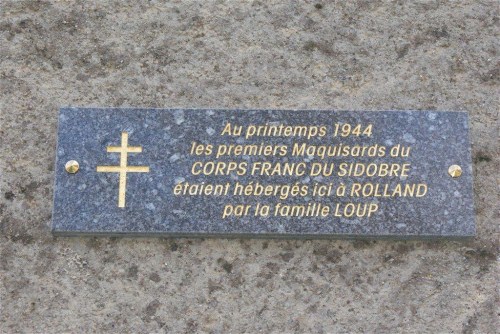 Au printemps 1944
les premiers Maquisards du
CORPS FRANC DU SIDOBRE
étaient hébergés ici à ROLLAND
par la famille LOUP